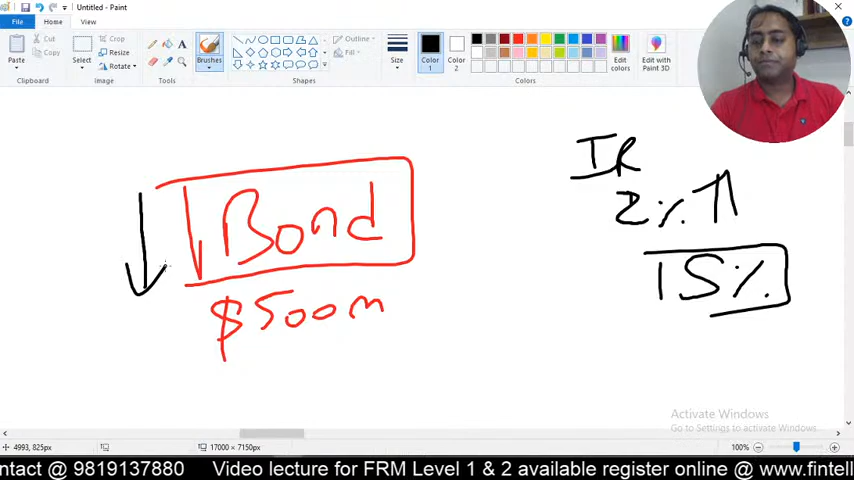 Untitled - Paint
File Home View
Paste
Cut
Copy
Clipboard
Select
Crop
Resize
Rotate
Image
Tools
A
Brushes
Outline
Fill
Shapes
Size
Color 1
Color 2
Colors
Edit colors
Edit with Paint 3D
IR
2% ↑
Bond
15%
$500m
Activate Windows
Go to Settings to activate Windows.
4993, 825px
17000 × 7150px
100%
ntact @ 9819137880 Video lecture for FRM Level 1 & 2 available register online @ www.fintell